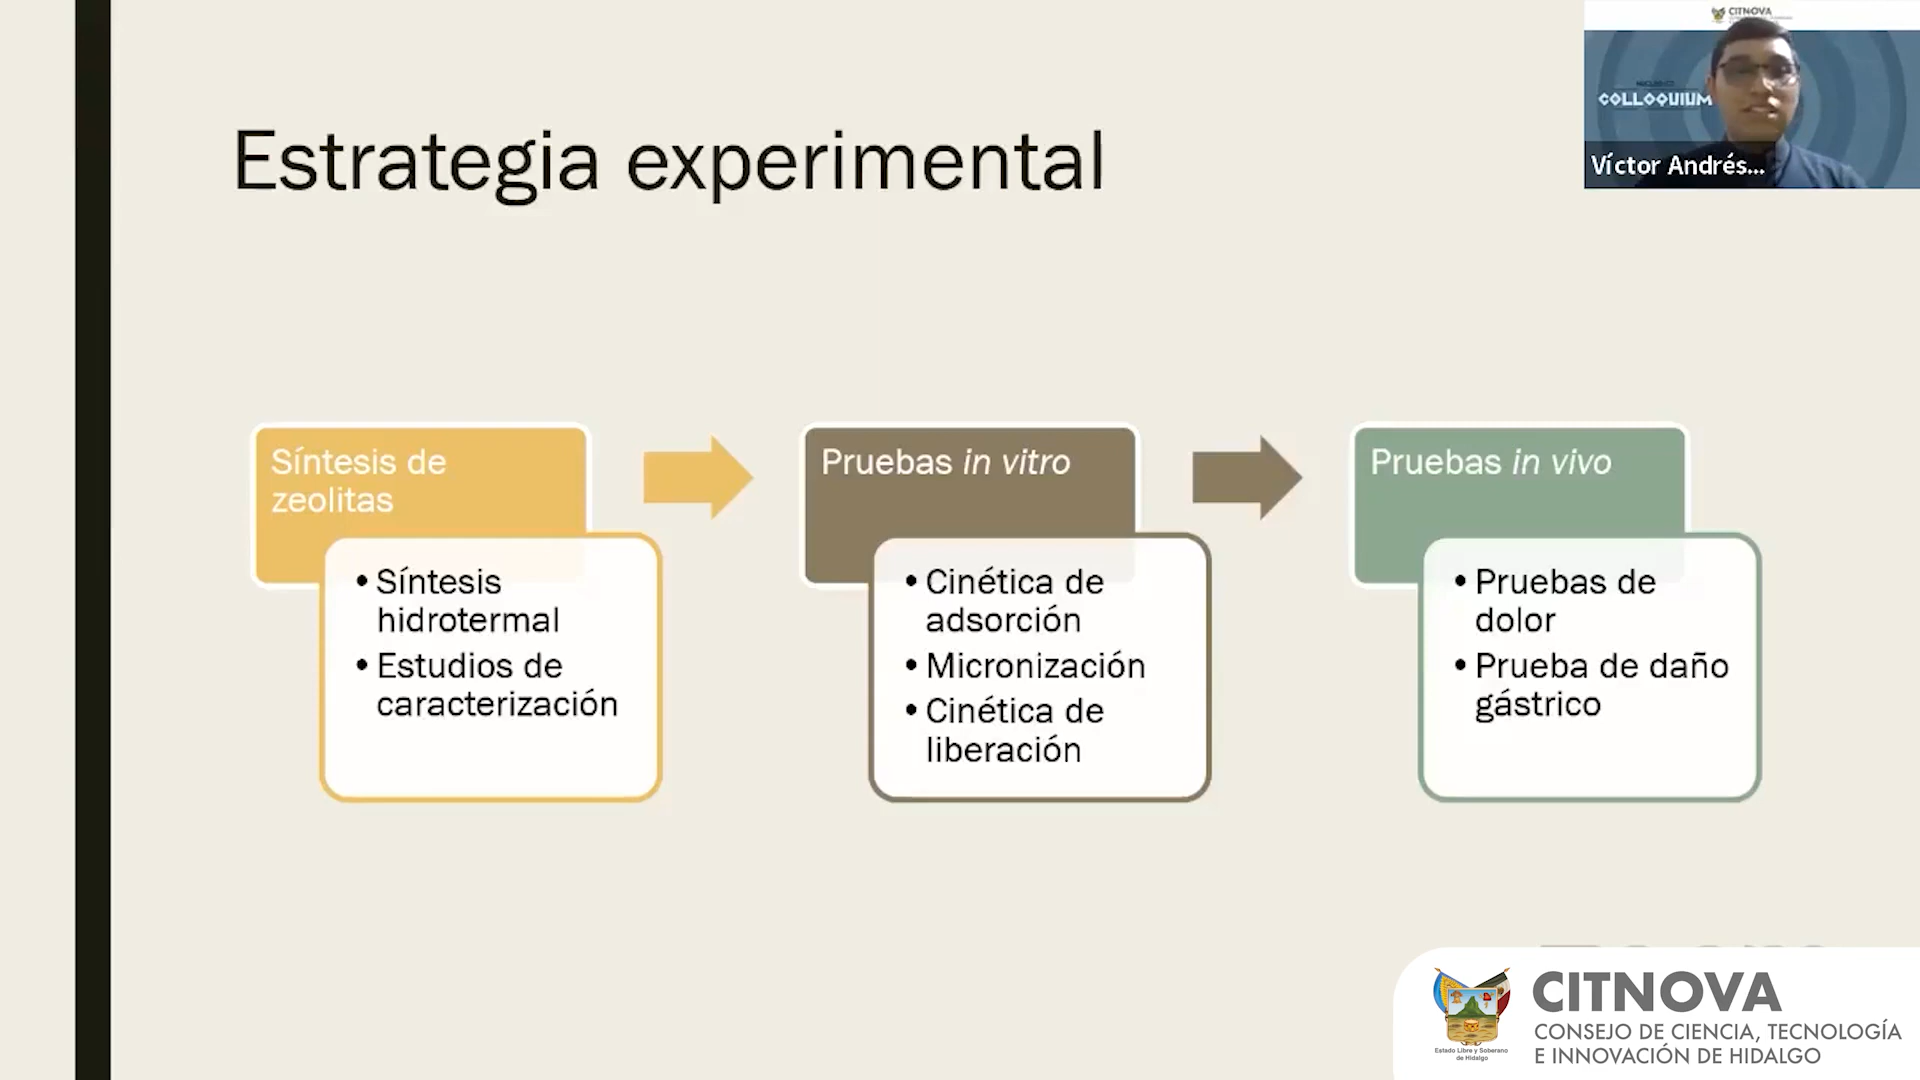 CITNOVA
COLLOQUIUM
Víctor Andrés...
Estrategia experimental
Síntesis de
zeolitas
• Síntesis
hidrotermal
• Estudios de
caracterización
Pruebas in vitro
• Cinética de
adsorción
• Micronización
• Cinética de
liberación
Pruebas in vivo
• Pruebas de
dolor
• Prueba de daño
gástrico
Estado Libre y Soberano
de Hidalgo
CITNOVA
CONSEJO DE CIENCIA, TECNOLOGÍA
E INNOVACIÓN DE HIDALGO